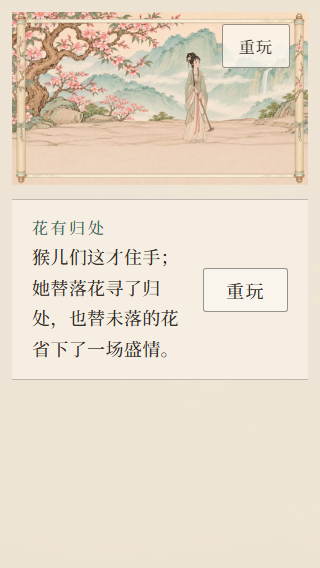 重玩
花有归处
猴儿们这才住手；
她替落花寻了归
处，也替未落的花
省下了一场盛情。
重玩